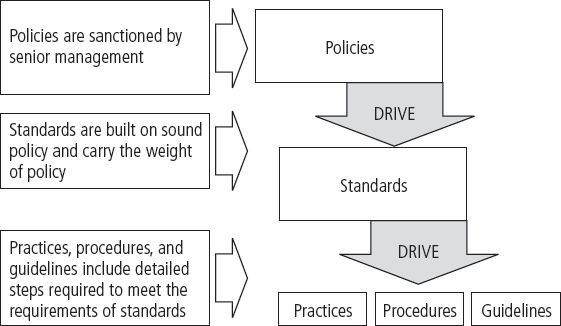 Policies are sanctioned by
senior management
Policies
DRIVE
Standards are built on sound
policy and carry the weight
of policy
Standards
DRIVE
Practices, procedures, and
guidelines include detailed
steps required to meet the
requirements of standards
Practices
Procedures
Guidelines